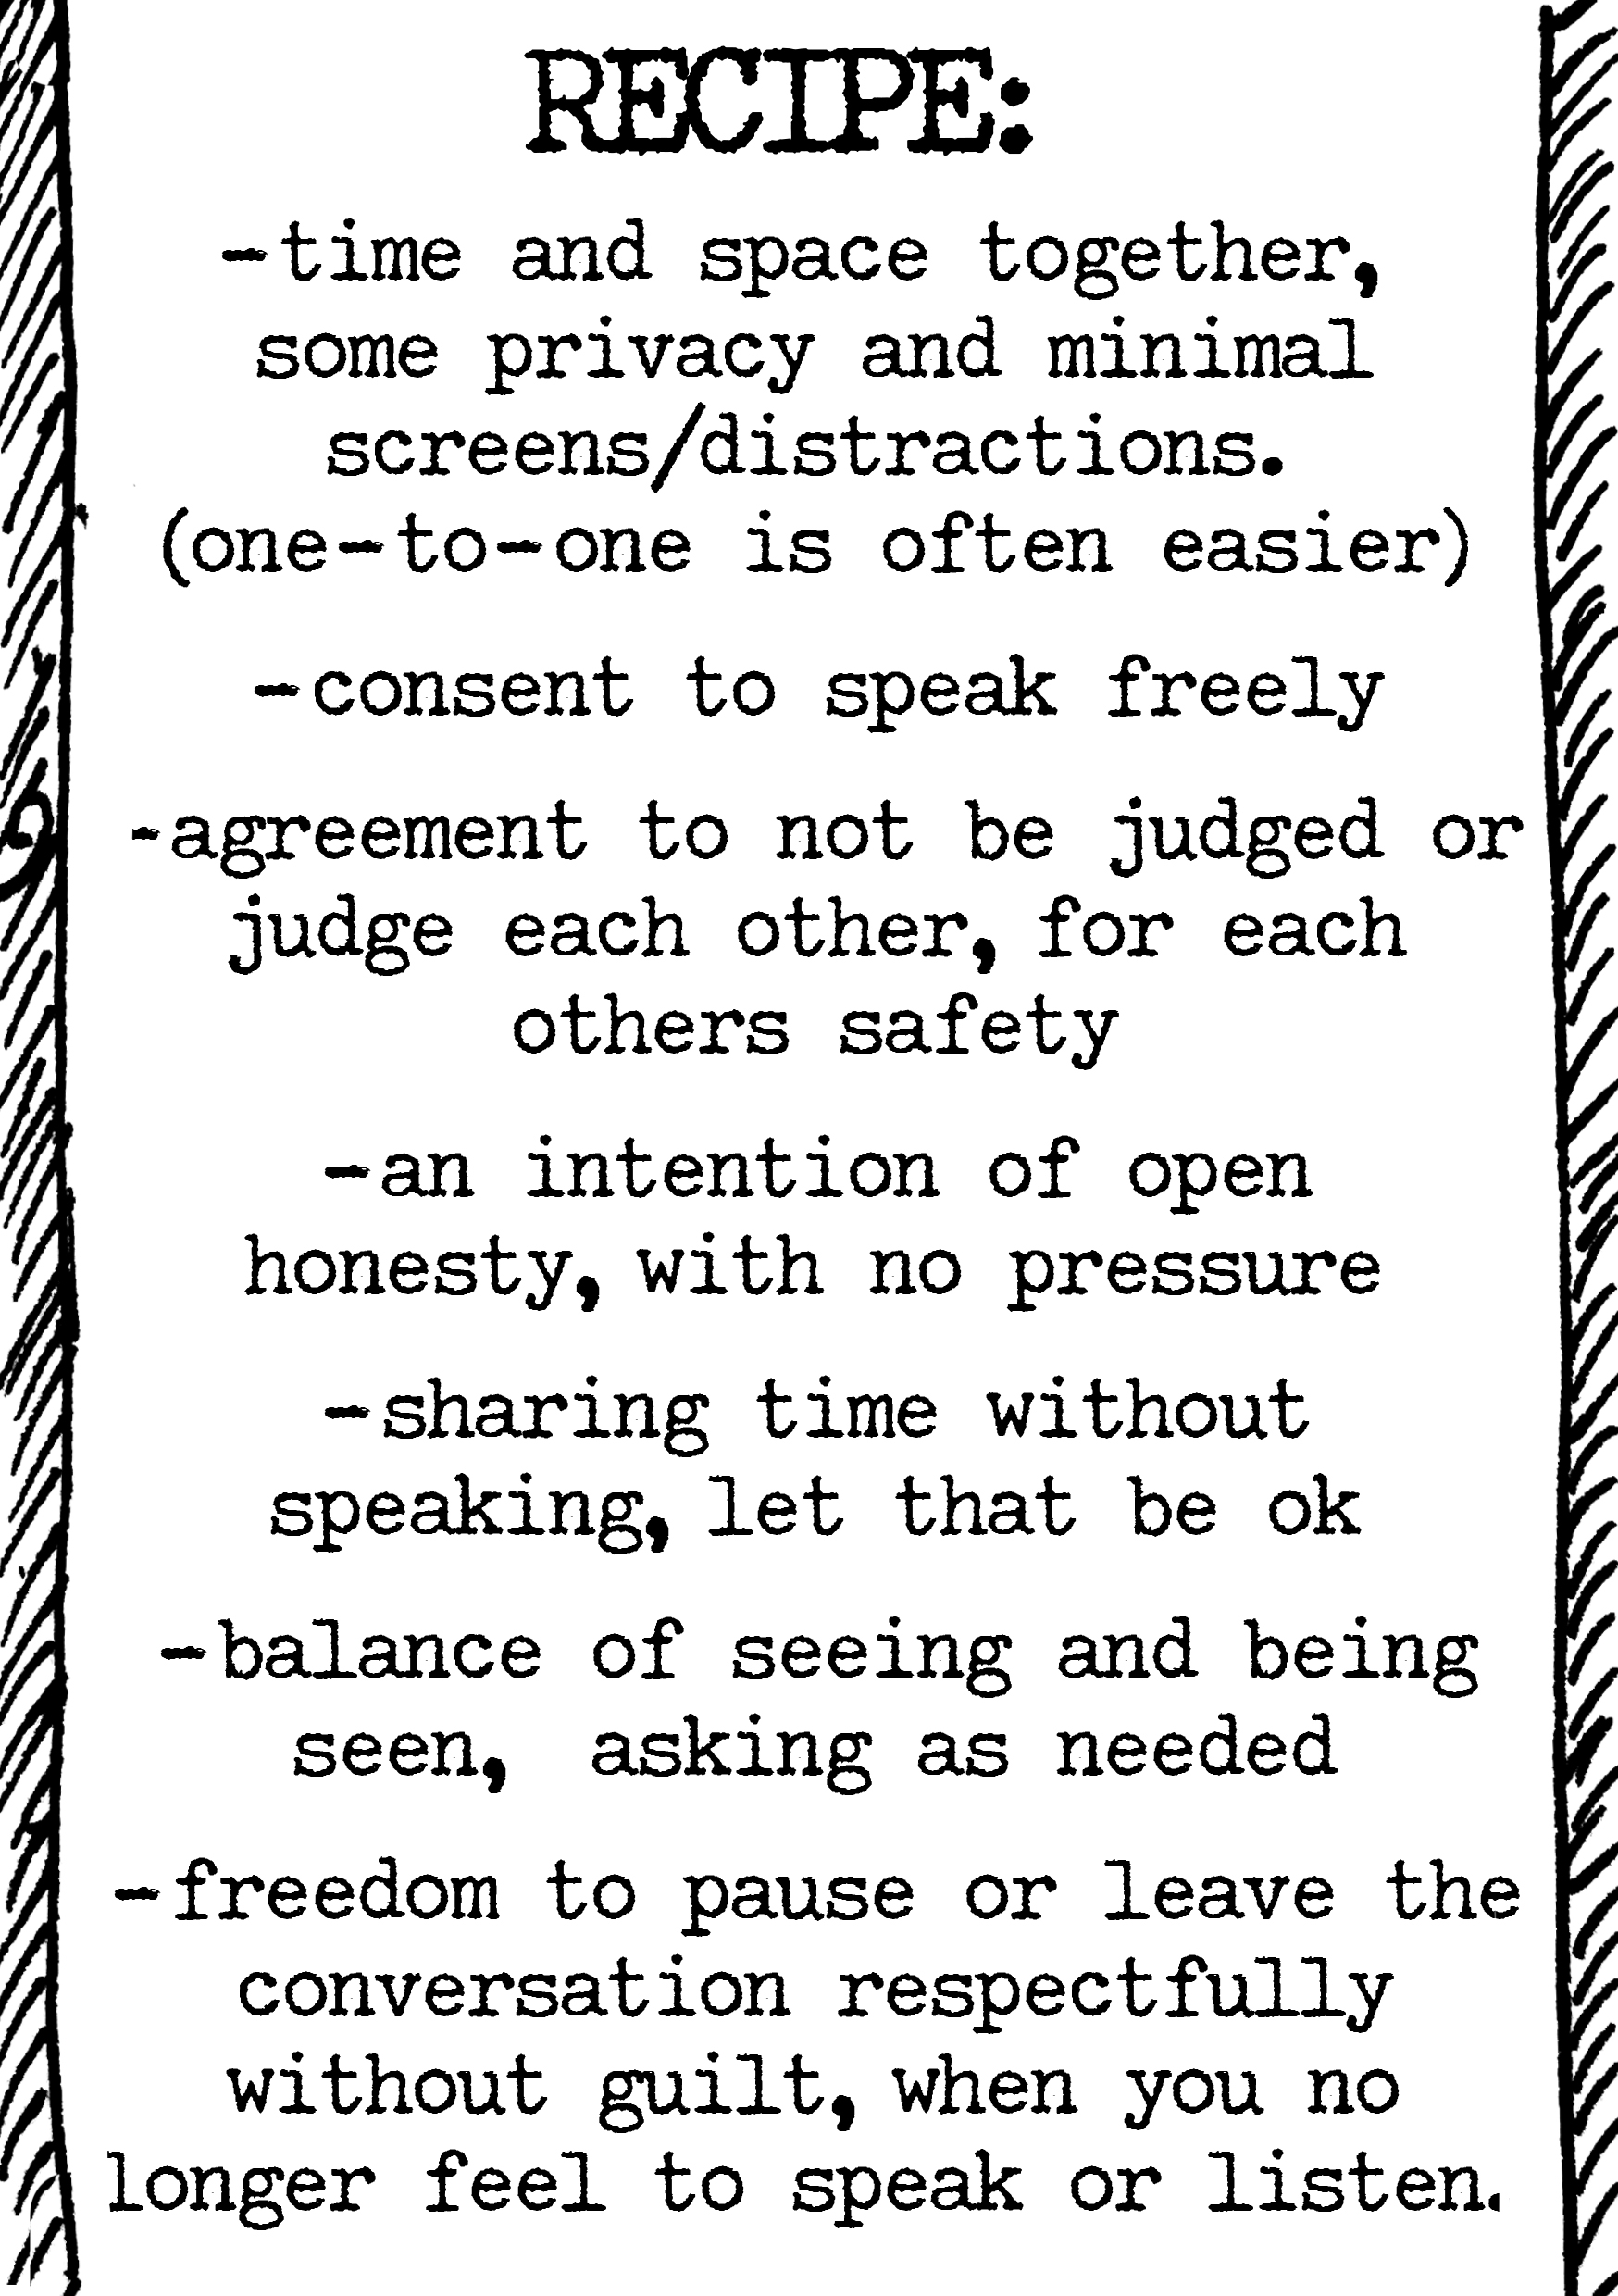 RECIPE:
-time and space together,
some privacy and minimal
screens/distractions.
(one-to-one is often easier)
-consent to speak freely
-agreement to not be judged or
judge each other, for each
others safety
-an intention of open
honesty, with no pressure
-sharing time without
speaking, let that be ok
-balance of seeing and being
seen, asking as needed
-freedom to pause or leave the
conversation respectfully
without guilt, when you no
longer feel to speak or listen.